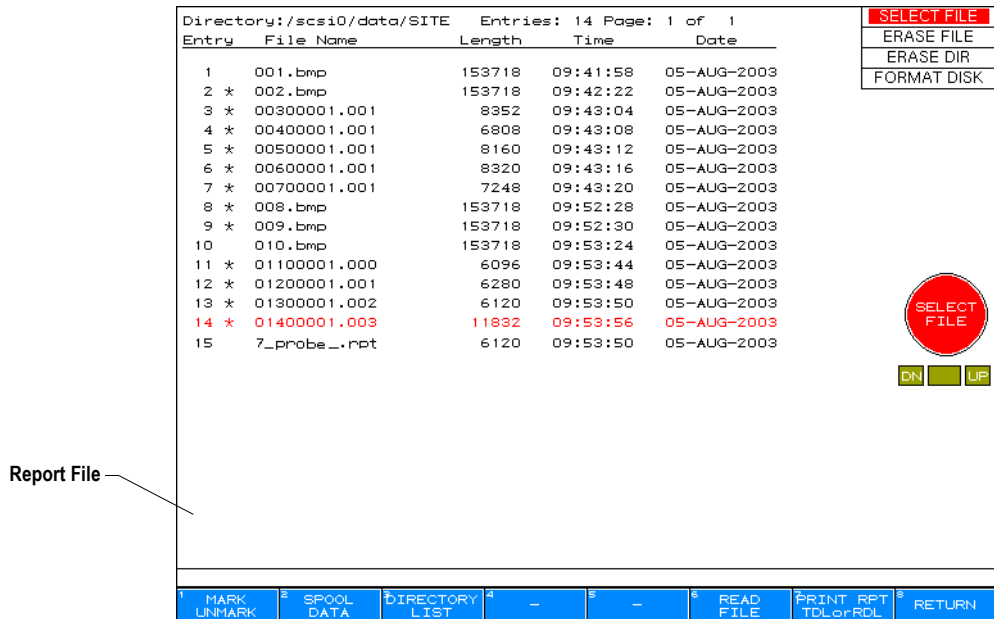 Directory:/scsi0/data/SITE Entries: 14 Page: 1 of 1
Entry File Name Length Time Date
1 001.bmp 153718 09:41:58 05-AUG-2003
2 * 002.bmp 153718 09:42:22 05-AUG-2003
3 * 00300001.001 8352 09:43:04 05-AUG-2003
4 * 00400001.001 6808 09:43:08 05-AUG-2003
5 * 00500001.001 8160 09:43:12 05-AUG-2003
6 * 00600001.001 8320 09:43:16 05-AUG-2003
7 * 00700001.001 7248 09:43:20 05-AUG-2003
8 * 008.bmp 153718 09:52:28 05-AUG-2003
9 * 009.bmp 153718 09:52:30 05-AUG-2003
10 010.bmp 153718 09:53:24 05-AUG-2003
11 * 01100001.000 6096 09:53:44 05-AUG-2003
12 * 01200001.001 6280 09:53:48 05-AUG-2003
13 * 01300001.002 6120 09:53:50 05-AUG-2003
14 * 01400001.003 11832 09:53:56 05-AUG-2003
15 7_probe_.rpt 6120 09:53:50 05-AUG-2003
SELECT FILE
ERASE FILE
ERASE DIR
FORMAT DISK
SELECT
FILE
DN UP
Report File
1 MARK
UNMARK
2 SPOOL
DATA
3 DIRECTORY
LIST
4 –
5 –
6 READ
FILE
7 PRINT RPT
TDLorRDL
8 RETURN